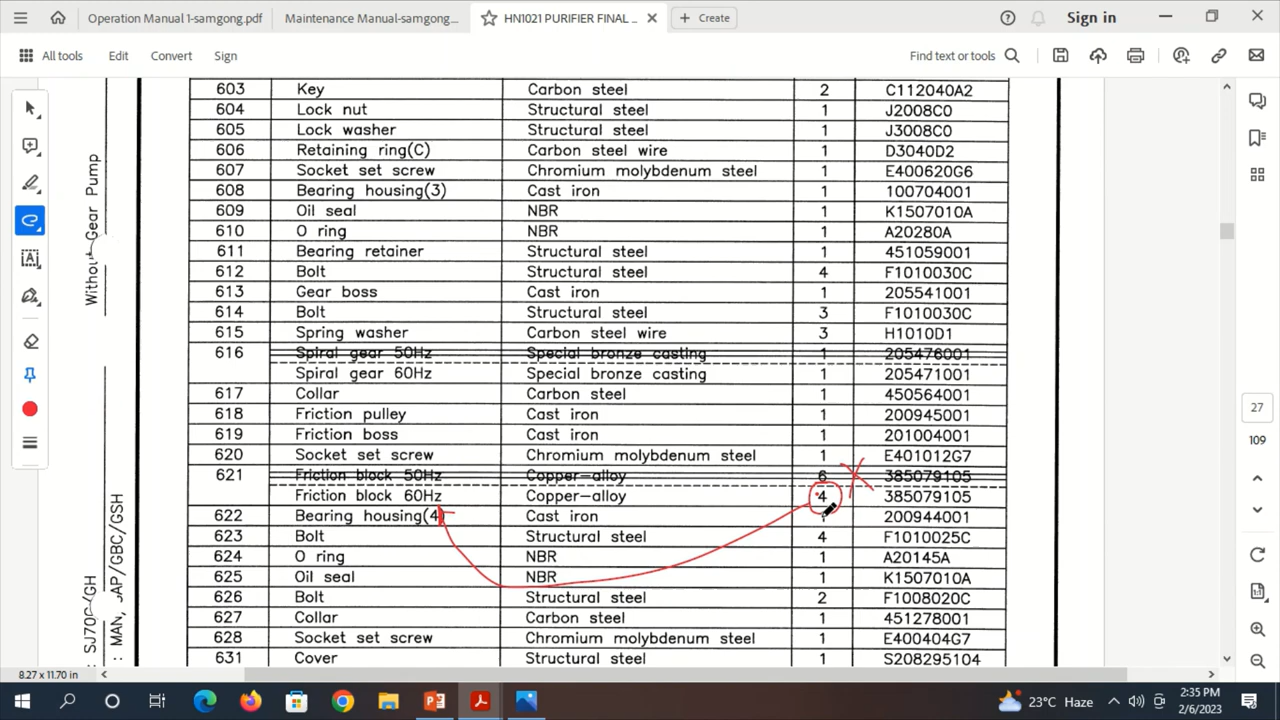 Operation Manual 1-samgong.pdf
Maintenance Manual-samgong...
HN1021 PURIFIER FINAL ...
Create
Sign in
All tools
Edit
Convert
Sign
Find text or tools
603 Key Carbon steel 2 C112040A2
604 Lock nut Structural steel 1 J2008C0
605 Lock washer Structural steel 1 J3008C0
606 Retaining ring(C) Carbon steel wire 1 D3040D2
607 Socket set screw Chromium molybdenum steel 1 E400620G6
608 Bearing housing(3) Cast iron 1 100704001
609 Oil seal NBR 1 K1507010A
610 O ring NBR 1 A20280A
611 Bearing retainer Structural steel 1 451059001
612 Bolt Structural steel 4 F1010030C
613 Gear boss Cast iron 1 205541001
614 Bolt Structural steel 3 F1010030C
615 Spring washer Carbon steel wire 3 H1010D1
616 Spiral gear 50Hz Special bronze casting 1 205476001
Spiral gear 60Hz Special bronze casting 1 205471001
617 Collar Carbon steel 1 450564001
618 Friction pulley Cast iron 1 200945001
619 Friction boss Cast iron 1 201004001
620 Socket set screw Chromium molybdenum steel 1 E401012G7
621 Friction block 50Hz Copper-alloy 6 385079105
Friction block 60Hz Copper-alloy 4 385079105
622 Bearing housing(4) Cast iron 200944001
623 Bolt Structural steel 4 F1010025C
624 O ring NBR 1 A20145A
625 Oil seal NBR 1 K1507010A
626 Bolt Structural steel 2 F1008020C
627 Collar Carbon steel 1 451278001
628 Socket set screw Chromium molybdenum steel 1 E400404G7
631 Cover Structural steel 1 S208295104
Without Gear Pump
: MAN, JAP/GBC/GSH
27
109
8.27 x 11.70 in
23°C Haze
2:35 PM
2/6/2023